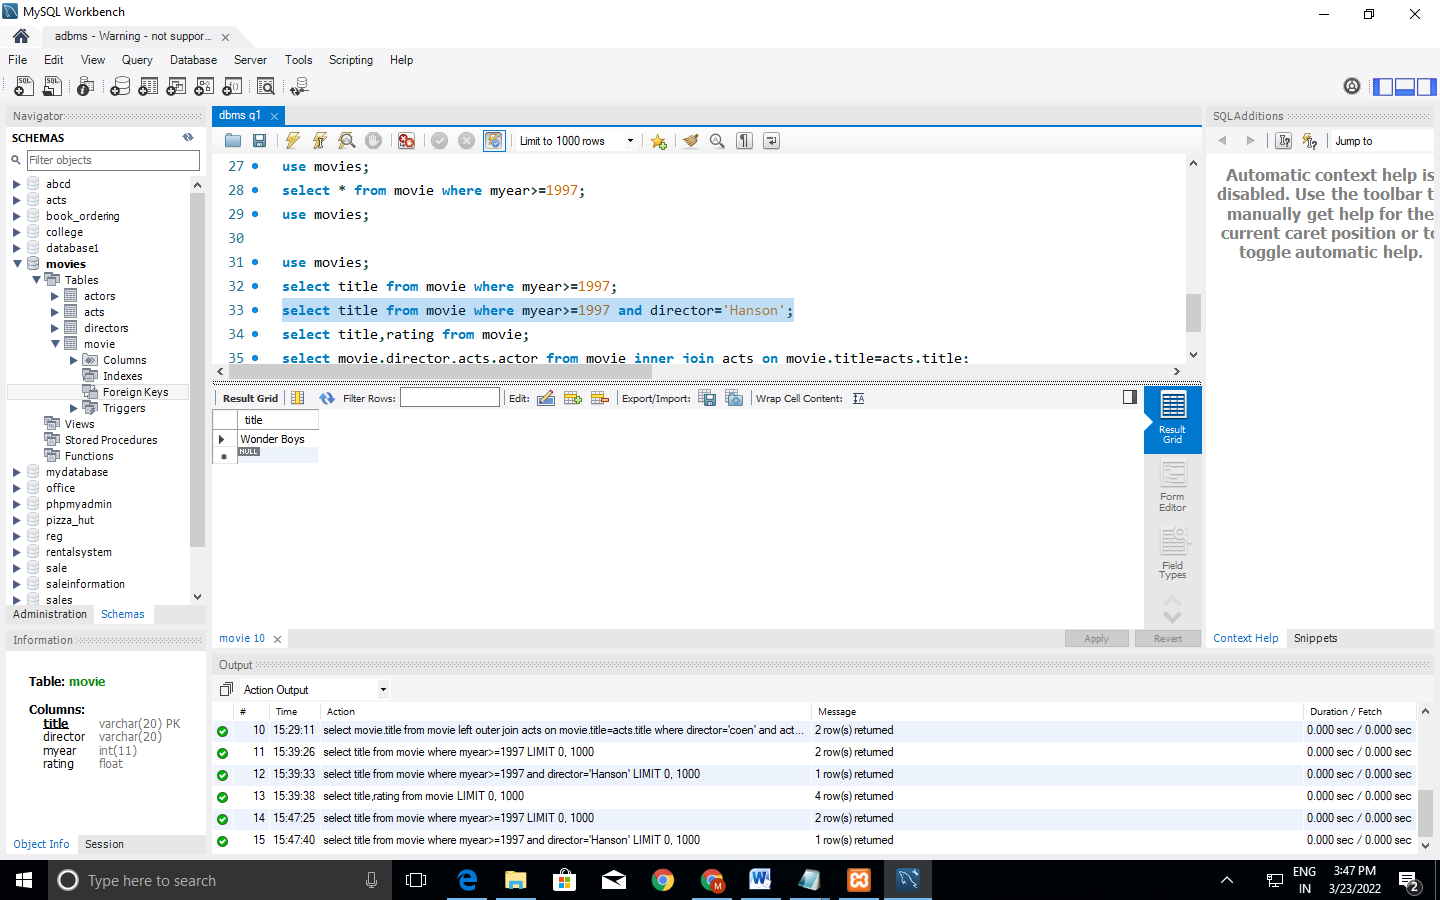 MySQL Workbench
adbms - Warning - not suppor...
File Edit View Query Database Server Tools Scripting Help
Navigator
SCHEMAS
Filter objects
abcd
acts
book_ordering
college
database1
movies
Tables
actors
acts
directors
movie
Columns
Indexes
Foreign Keys
Triggers
Views
Stored Procedures
Functions
mydatabase
office
phpmyadmin
pizza_hut
reg
rentalsystem
sale
saleinformation
sales
Administration Schemas
Information
Table: movie
Columns:
title varchar(20) PK
director varchar(20)
myear int(11)
rating float
Object Info Session
dbms q1
Limit to 1000 rows
27 use movies;
28 select * from movie where myear>=1997;
29 use movies;
30
31 use movies;
32 select title from movie where myear>=1997;
33 select title from movie where myear>=1997 and director='Hanson';
34 select title,rating from movie;
35 select movie.director.acts.actor from movie inner join acts on movie.title=acts.title;
Result Grid Filter Rows: Edit: Export/Import: Wrap Cell Content:
title
Wonder Boys
NULL
Result
Grid
Form
Editor
Field
Types
movie 10
Apply Revert
SQLAdditions
Jump to
Automatic context help is
disabled. Use the toolbar t
manually get help for the
current caret position or to
toggle automatic help.
Context Help Snippets
Output
Action Output
# Time Action Message Duration / Fetch
10 15:29:11 select movie.title from movie left outer join acts on movie.title=acts.title where director='coen' and act... 2 row(s) returned 0.000 sec / 0.000 sec
11 15:39:26 select title from movie where myear>=1997 LIMIT 0, 1000 2 row(s) returned 0.000 sec / 0.000 sec
12 15:39:33 select title from movie where myear>=1997 and director='Hanson' LIMIT 0, 1000 1 row(s) returned 0.000 sec / 0.000 sec
13 15:39:38 select title,rating from movie LIMIT 0, 1000 4 row(s) returned 0.000 sec / 0.000 sec
14 15:47:25 select title from movie where myear>=1997 LIMIT 0, 1000 2 row(s) returned 0.000 sec / 0.000 sec
15 15:47:40 select title from movie where myear>=1997 and director='Hanson' LIMIT 0, 1000 1 row(s) returned 0.000 sec / 0.000 sec
Type here to search
ENG
IN
3:47 PM
3/23/2022
2